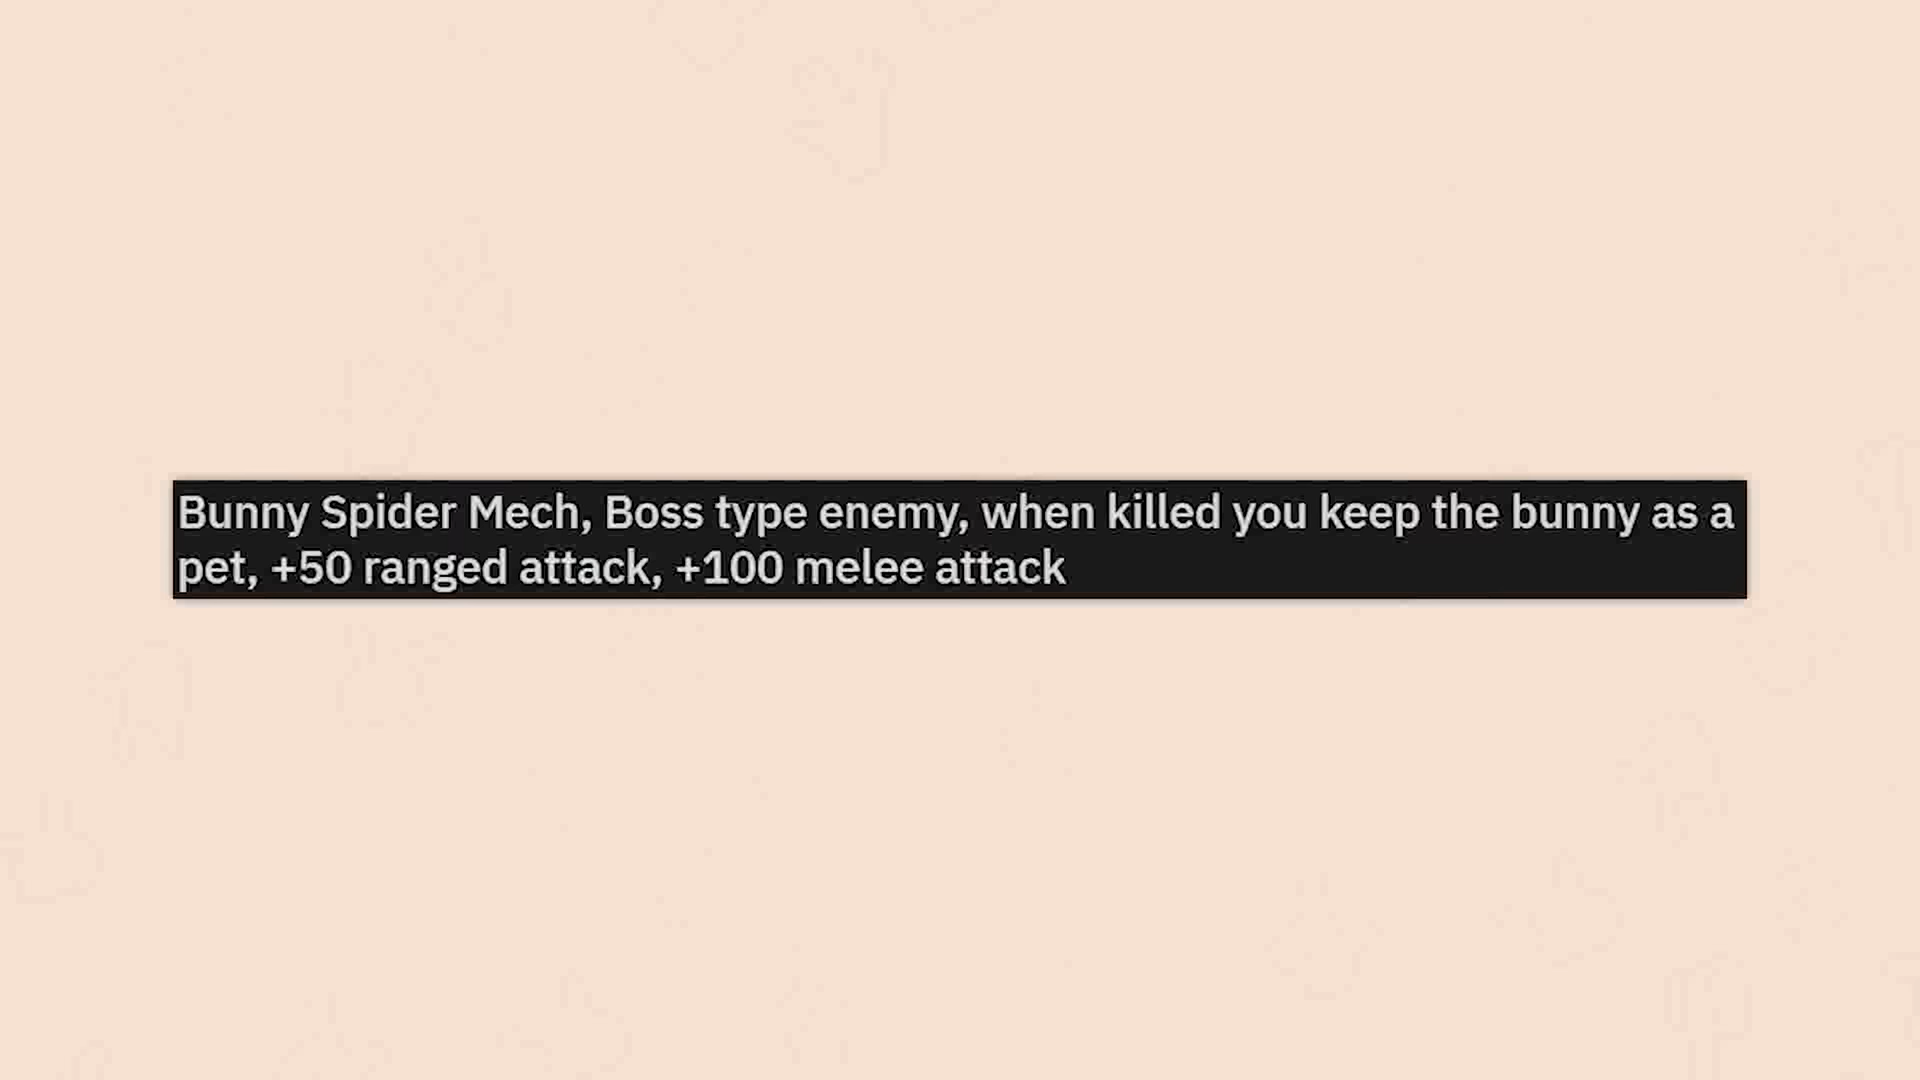 Bunny Spider Mech, Boss type enemy, when killed you keep the bunny as a
pet, +50 ranged attack, +100 melee attack